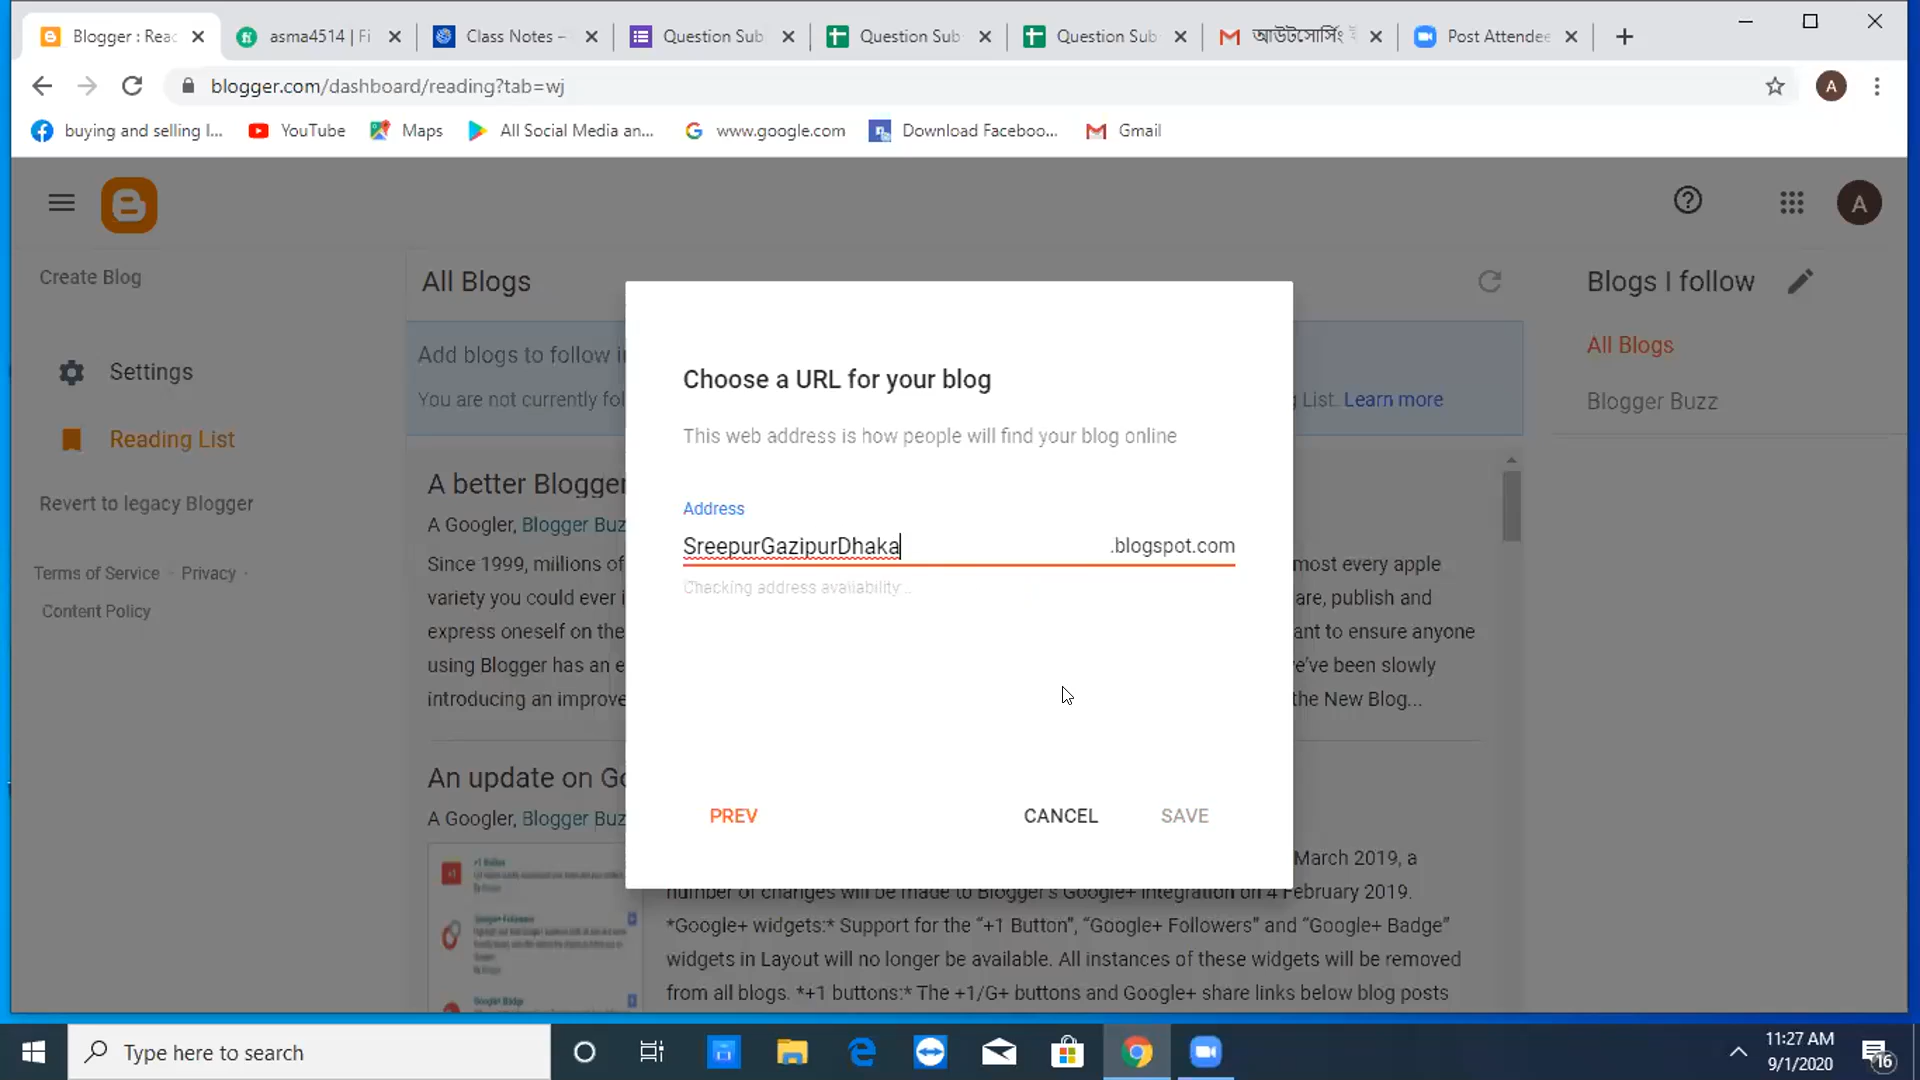 Blogger : Reac
asma4514 | Fi
Class Notes –
Question Sub
Question Sub
Question Sub
আউটসোর্সিং
Post Attendee
blogger.com/dashboard/reading?tab=wj
A
buying and selling l...
YouTube
Maps
All Social Media an...
www.google.com
Download Faceboo...
Gmail
A
Create Blog
Settings
Reading List
Revert to legacy Blogger
Terms of Service · Privacy ·
Content Policy
All Blogs
Add blogs to follow i
You are not currently fol
List. Learn more
Blogs I follow
All Blogs
Blogger Buzz
A better Blogger
A Googler, Blogger Buz
Since 1999, millions of
most every apple
variety you could ever i
are, publish and
express oneself on the
nt to ensure anyone
using Blogger has an e
e've been slowly
introducing an improve
the New Blog...
Choose a URL for your blog
This web address is how people will find your blog online
Address
SreepurGazipurDhaka
.blogspot.com
Checking address availability...
PREV
CANCEL
SAVE
An update on Go
A Googler, Blogger Buz
March 2019, a
number of changes will be made to Blogger's Google+ integration on 4 February 2019.
*Google+ widgets:* Support for the “+1 Button”, “Google+ Followers” and “Google+ Badge”
widgets in Layout will no longer be available. All instances of these widgets will be removed
from all blogs. *+1 buttons:* The +1/G+ buttons and Google+ share links below blog posts
+1 Button
Google+ Followers
Google+ Badge
Type here to search
11:27 AM
9/1/2020
16